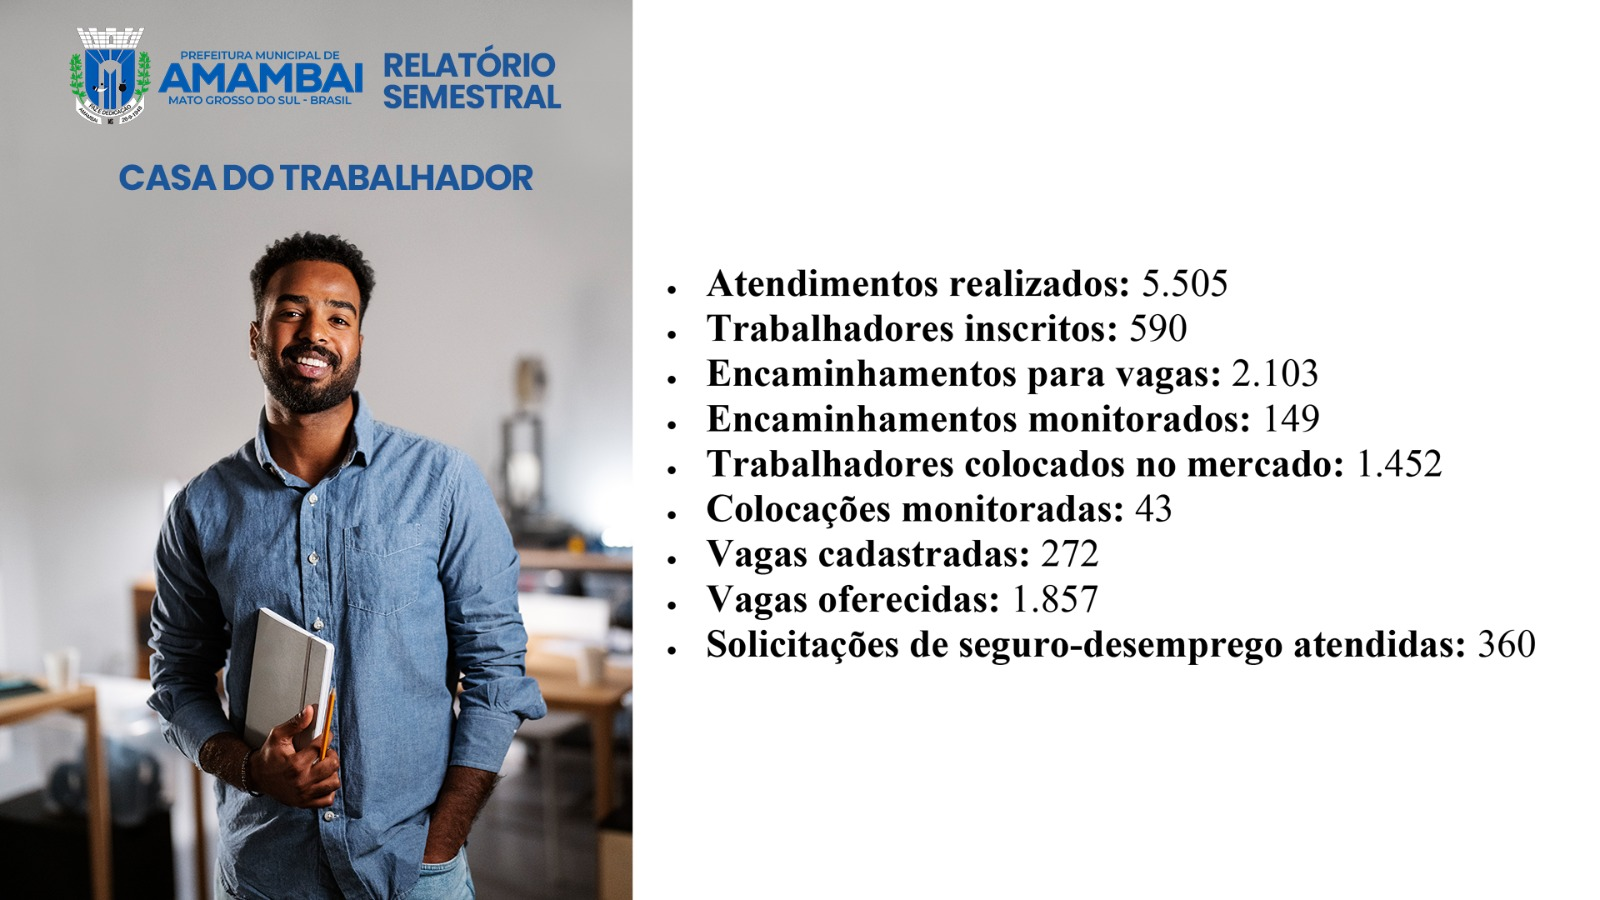 PREFEITURA MUNICIPAL DE
AMAMBAI
MATO GROSSO DO SUL - BRASIL
RELATÓRIO
SEMESTRAL
CASA DO TRABALHADOR
• Atendimentos realizados: 5.505
• Trabalhadores inscritos: 590
• Encaminhamentos para vagas: 2.103
• Encaminhamentos monitorados: 149
• Trabalhadores colocados no mercado: 1.452
• Colocações monitoradas: 43
• Vagas cadastradas: 272
• Vagas oferecidas: 1.857
• Solicitações de seguro-desemprego atendidas: 360